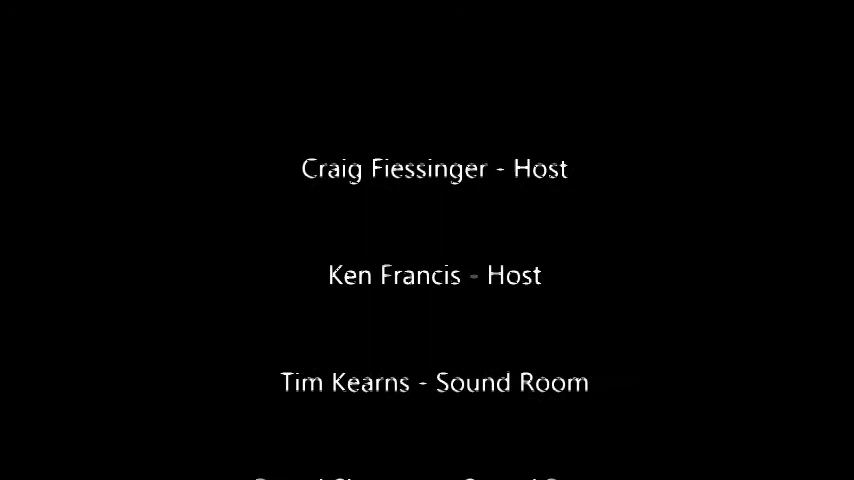 Craig Fiessinger - Host
Ken Francis - Host
Tim Kearns - Sound Room